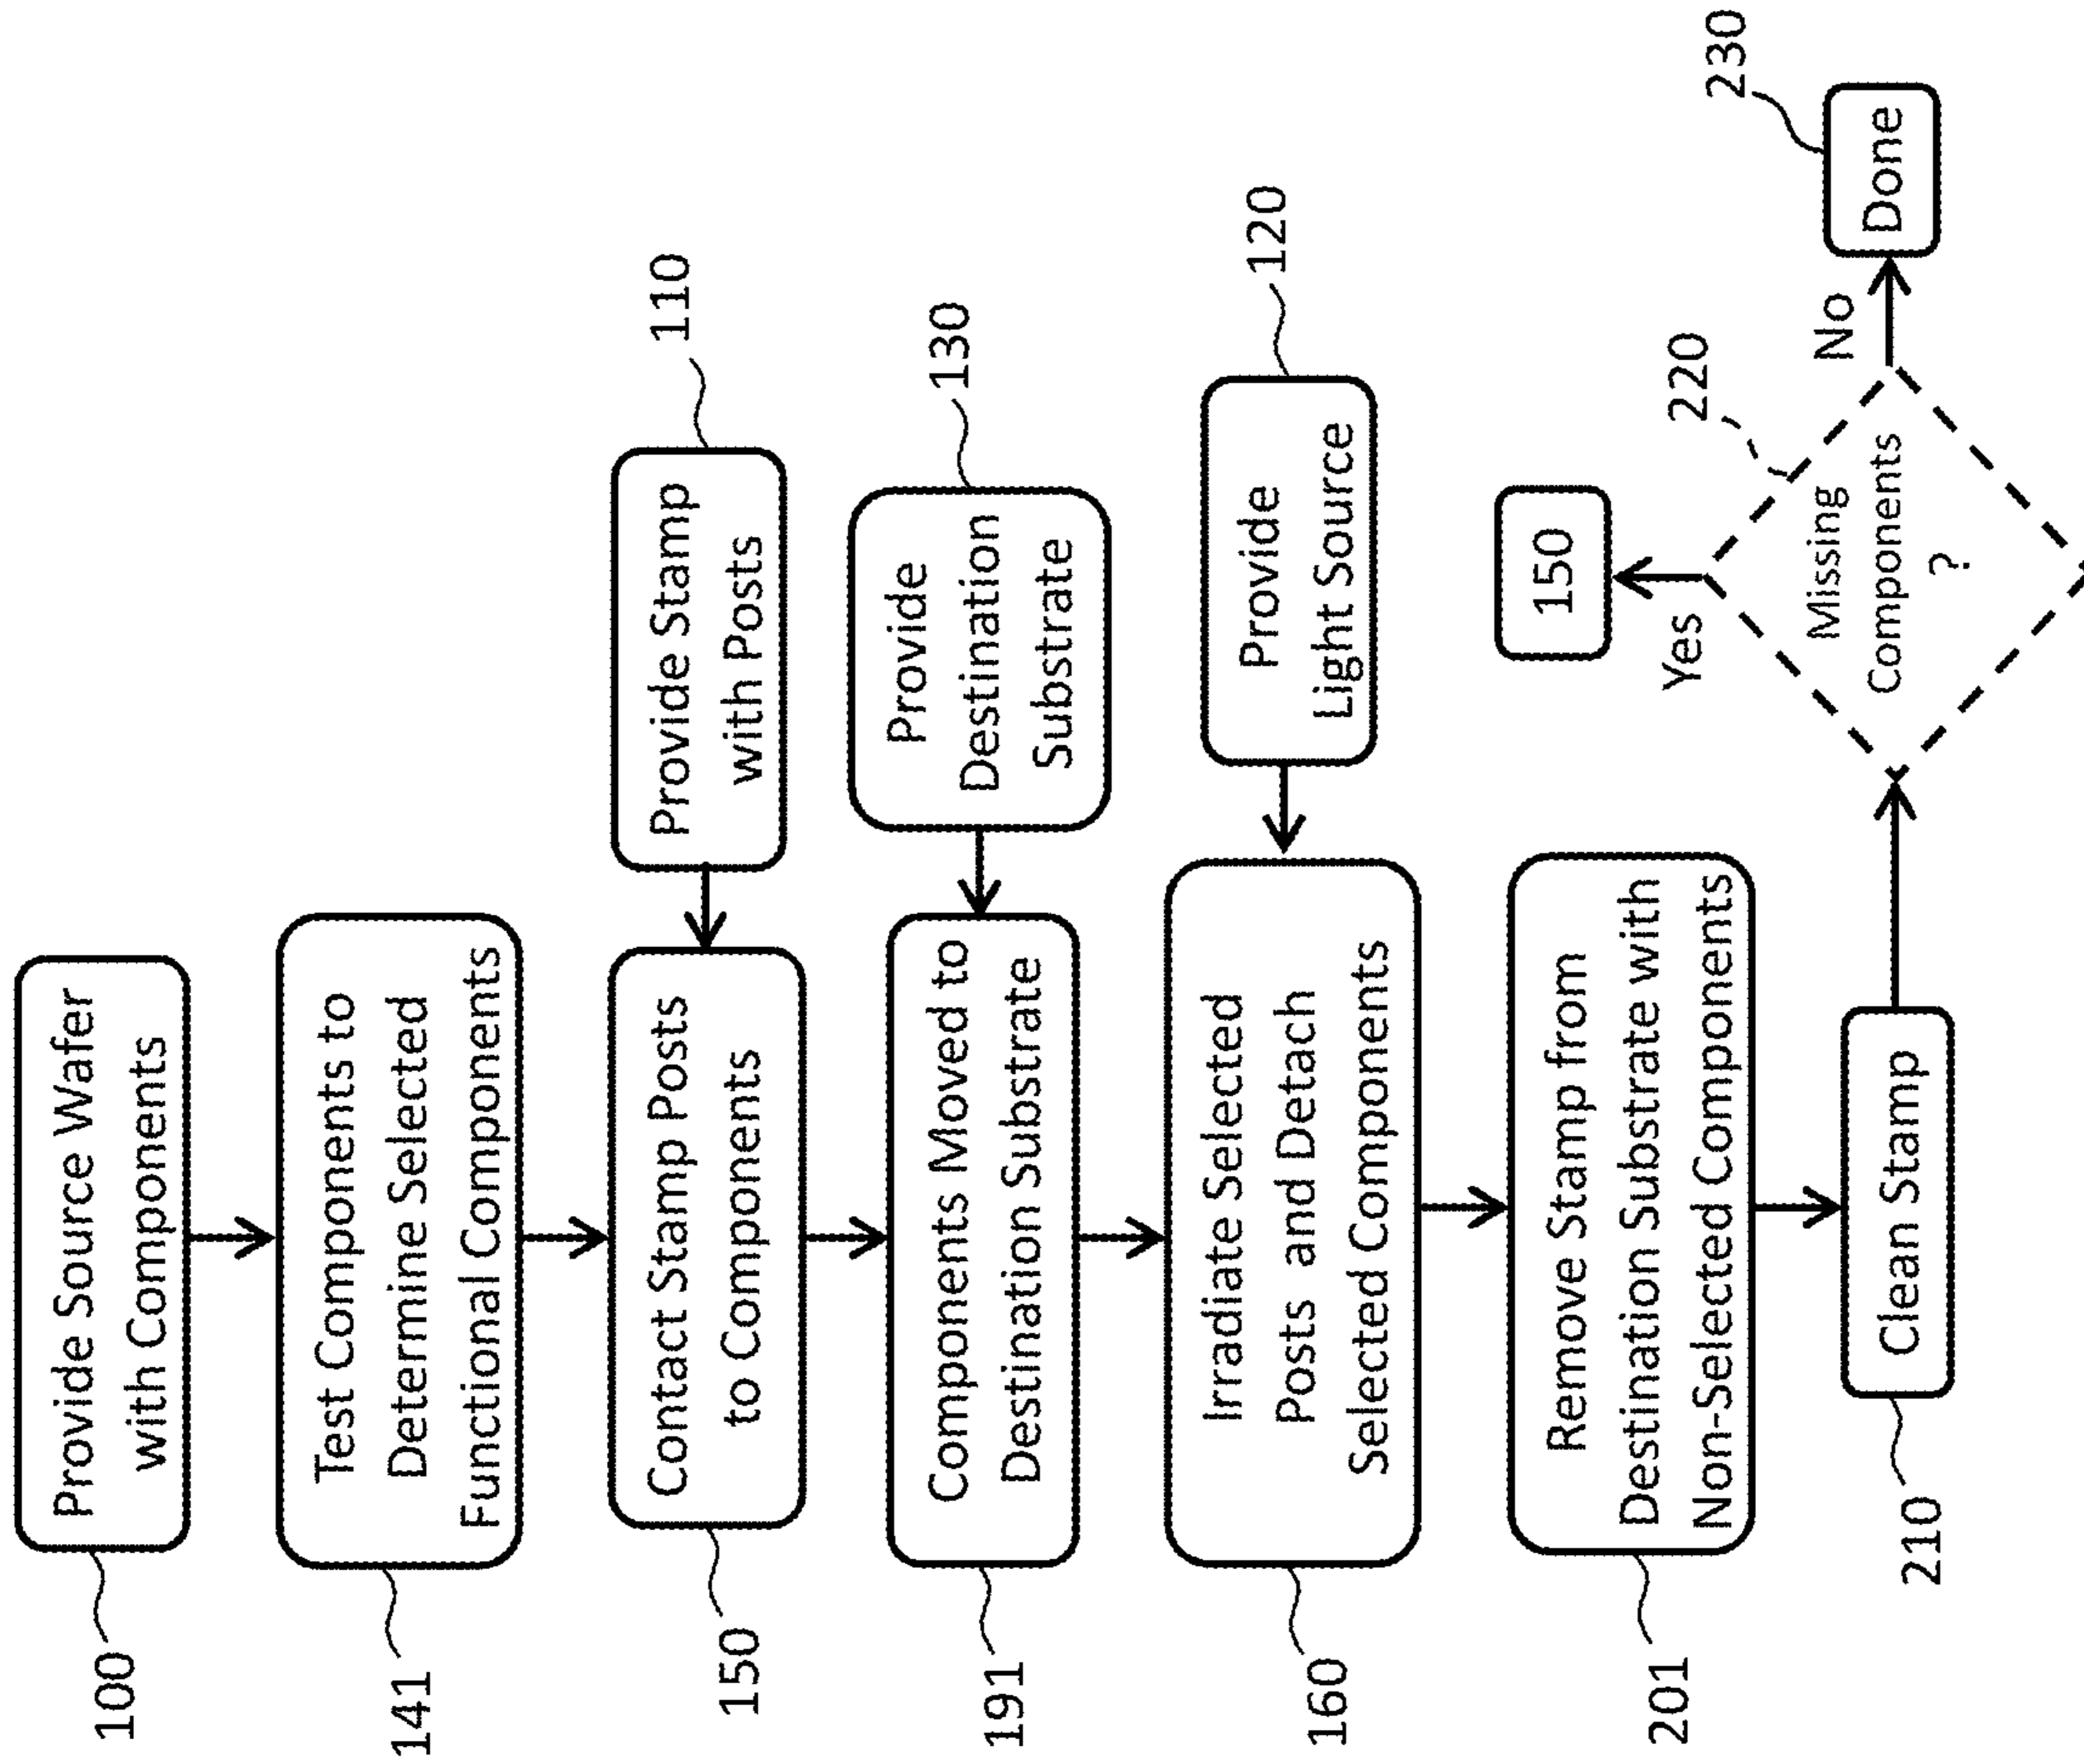 100
Provide Source Wafer
with Components
141
Test Components to
Determine Selected
Functional Components
150
Contact Stamp Posts
to Components
Provide Stamp
with Posts
110
191
Components Moved to
Destination Substrate
Provide
Destination
Substrate
130
160
Irradiate Selected
Posts and Detach
Selected Components
Provide
Light Source
120
201
Remove Stamp from
Destination Substrate with
Non-Selected Components
210
Clean Stamp
Missing
Components
?
220
Yes
150
No
Done
230